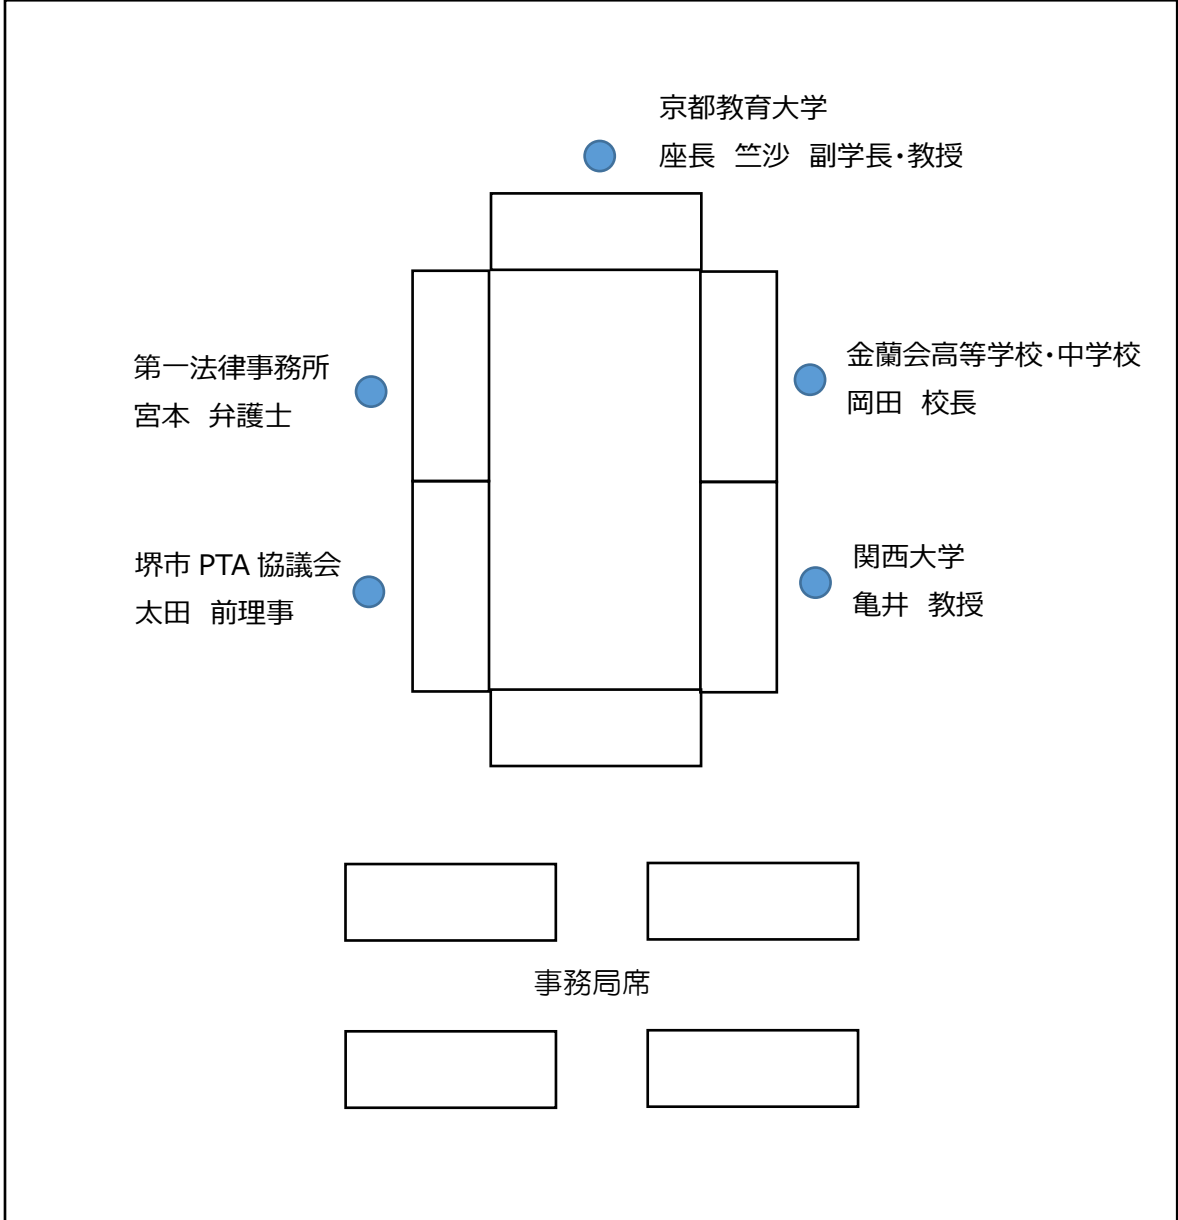 京都教育大学
座長　竺沙　副学長・教授
第一法律事務所
宮本　弁護士
金蘭会高等学校・中学校
岡田　校長
堺市 PTA 協議会
太田　前理事
関西大学
亀井　教授
事務局席